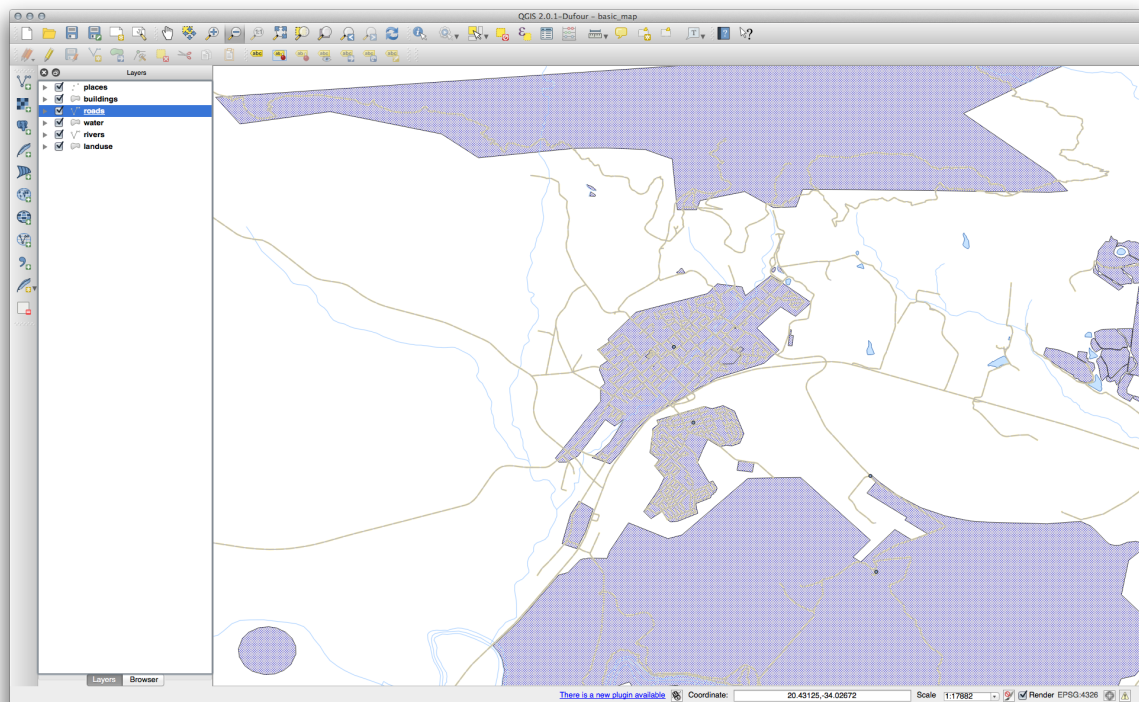 QGIS 2.0.1-Dufour – basic_map
Layers
places
buildings
roads
water
rivers
landuse
Layers Browser
There is a new plugin available Coordinate: 20.43125,-34.02672 Scale 1:17882 Render EPSG:4326